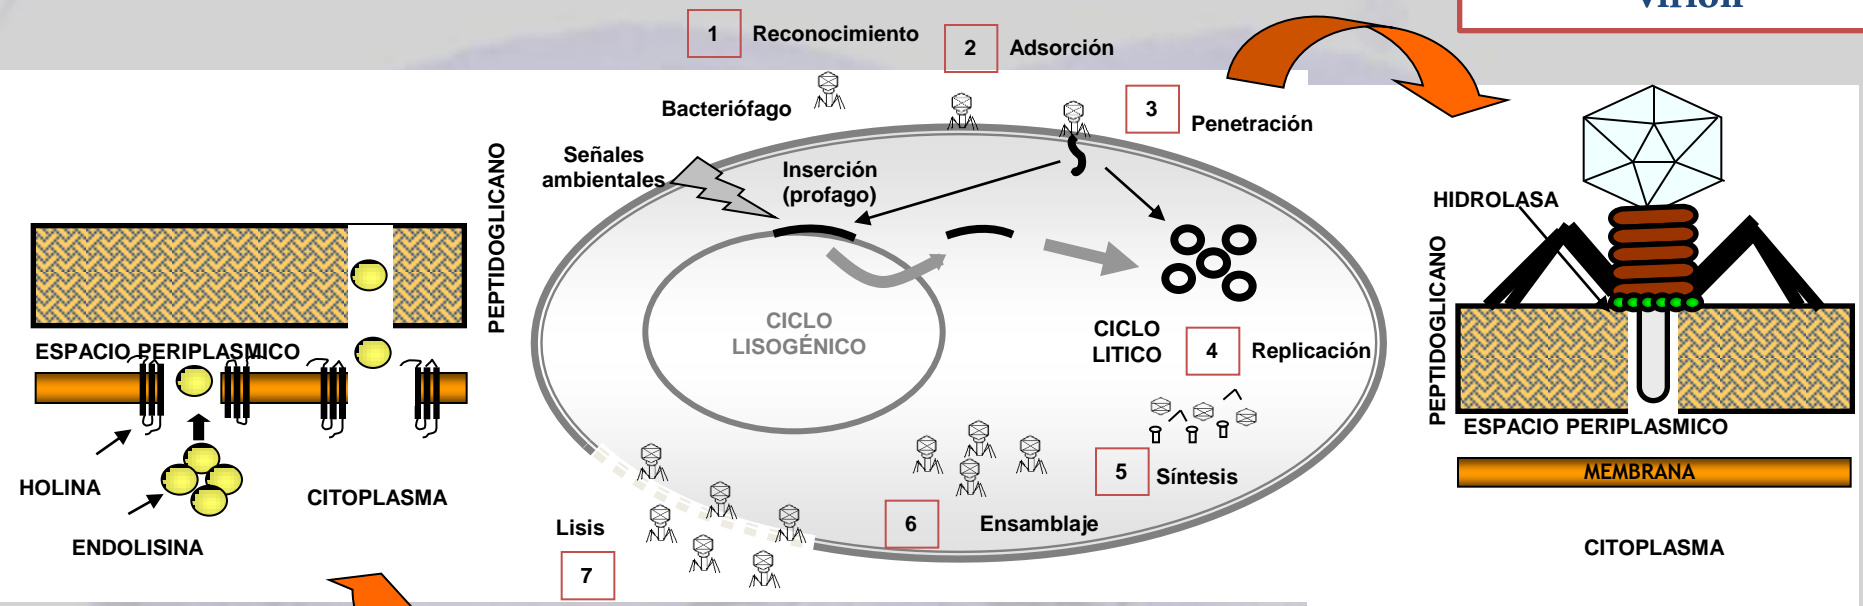 virión
1 Reconocimiento
2 Adsorción
Bacteriófago
3 Penetración
Señales
ambientales
Inserción
(profago)
PEPTIDOGLICANO
ESPACIO PERIPLASMICO
HOLINA
ENDOLISINA
CITOPLASMA
CICLO
LISOGÉNICO
CICLO
LITICO
4 Replicación
5 Síntesis
6 Ensamblaje
Lisis
7
HIDROLASA
PEPTIDOGLICANO
ESPACIO PERIPLASMICO
MEMBRANA
CITOPLASMA